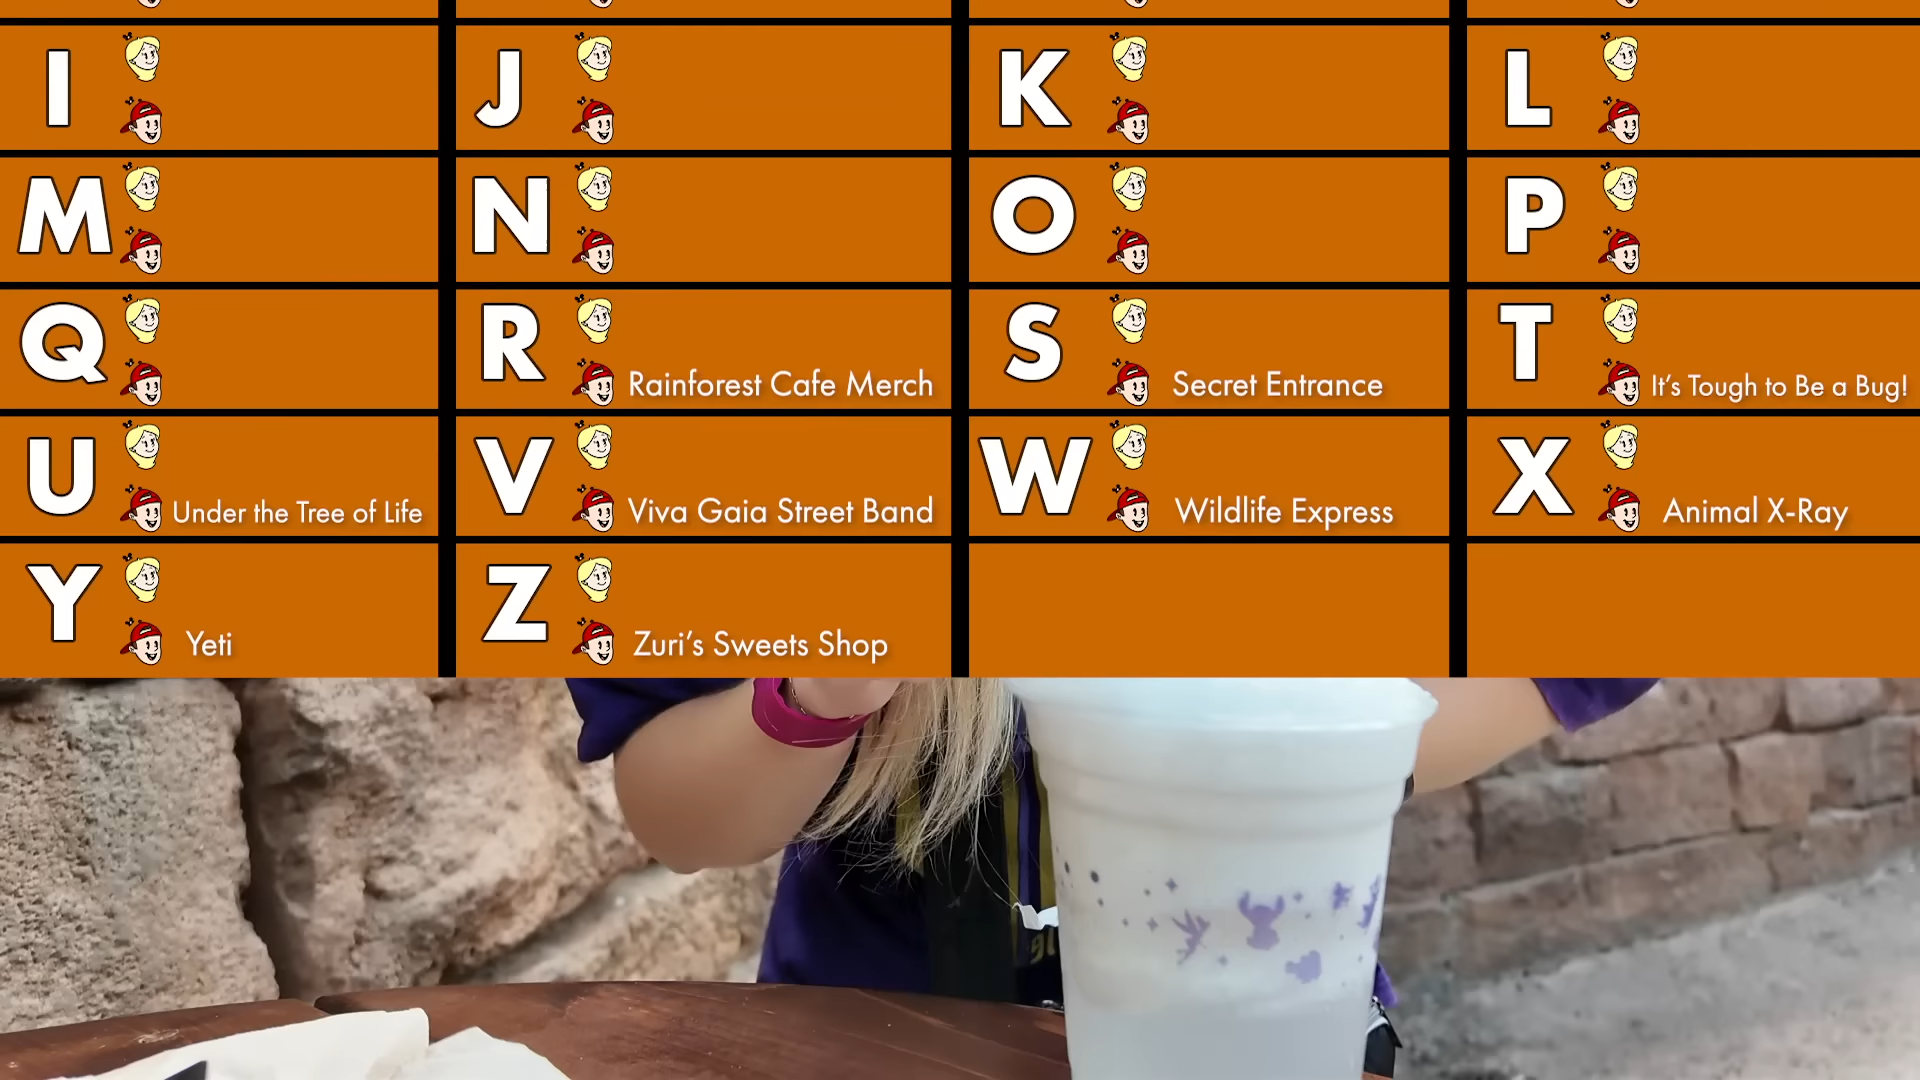 I
J
K
L
M
N
O
P
Q
R
Rainforest Cafe Merch
S
Secret Entrance
T
It's Tough to Be a Bug!
U
Under the Tree of Life
V
Viva Gaia Street Band
W
Wildlife Express
X
Animal X-Ray
Y
Yeti
Z
Zuri's Sweets Shop